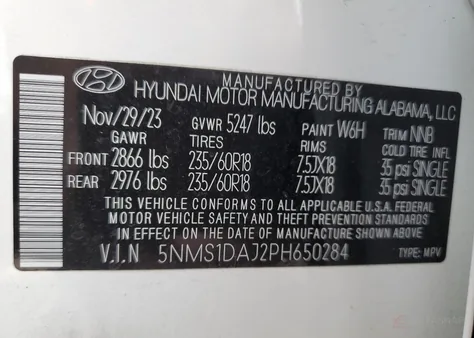 MANUFACTURED BY
HYUNDAI MOTOR MANUFACTURING ALABAMA, LLC
Nov/29/23 GVWR 5247 lbs PAINT W6H TRIM NNB
GAWR TIRES RIMS COLD TIRE INFL
FRONT 2866 lbs 235/60R18 7.5JX18 35 psi SINGLE
REAR 2976 lbs 235/60R18 7.5JX18 35 psi SINGLE
THIS VEHICLE CONFORMS TO ALL APPLICABLE U.S.A. FEDERAL
MOTOR VEHICLE SAFETY AND THEFT PREVENTION STANDARDS
IN EFFECT ON THE DATE OF MANUFACTURE SHOWN ABOVE.
V.I.N 5NMS1DAJ2PH650284 TYPE: MPV